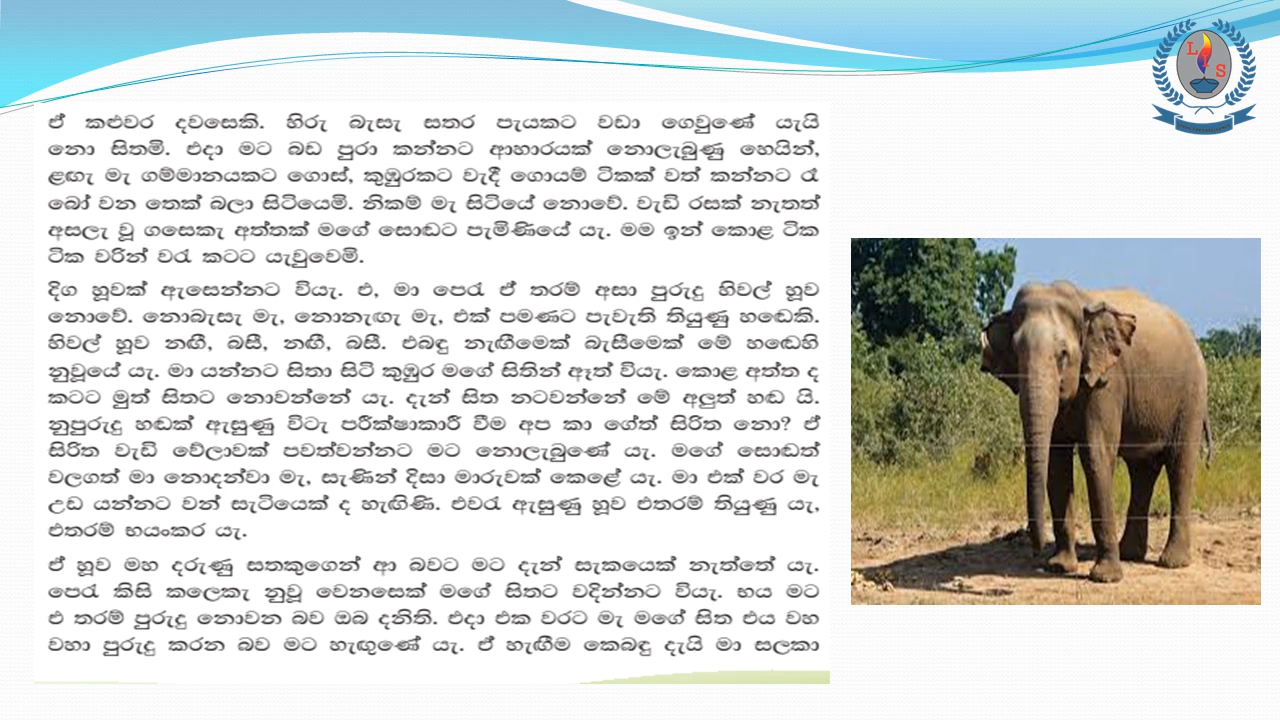 ඒ කළුවර දවසෙකි. හිරු බැසැ සතර පැයකට වඩා ගෙවුණේ යැයි
නො සිතමි. එදා මට බඩ පුරා කන්නට ආහාරයක් නොලැබුණු හෙයින්,
ළඟැ මැ ගම්මානයකට ගොස්, කුඹුරකට වැදී ගොයම් ටිකක් වත් කන්නට රෑ
බෝ වන තෙක් බලා සිටියෙමි. නිකම් මැ සිටියේ නොවේ. වැඩි රසක් නැතත්
අසලැ වූ ගසෙකැ අත්තක් මගේ සොඬට පැමිණියේ යැ. මම ඉන් කොළ ටික
ටික වරින් වරැ කටට යැවුවෙමි.
දිග හූවක් ඇසෙන්නට වියැ. එ, මා පෙරැ ඒ තරම් අසා පුරුදු හිවල් හූව
නොවේ. නොබැසැ මැ, නොනැඟැ මැ, එක් පමණට පැවැති තියුණු හඬෙකි.
හිවල් හූව නඟී, බසී, නඟී, බසී. එබඳු නැඟීමෙක් බැසීමෙක් මේ හඬෙහි
නුවූයේ යැ. මා යන්නට සිතා සිටි කුඹුර මගේ සිතින් ඈත් වියැ. කොළ අත්ත ද
කටට මුත් සිතට නොවන්නේ යැ. දැන් සිත නටවන්නේ මේ අලුත් හඬ යි.
නුපුරුදු හඬක් ඇසුණු විටැ පරීක්ෂාකාරී වීම අප කා ගේත් සිරිත නො? ඒ
සිරිත වැඩි වේලාවක් පවත්වන්නට මට නොලැබුණේ යැ. මගේ සොඬත්
වලගත් මා නොදන්වා මැ, සැණින් දිසා මාරුවක් කෙළේ යැ. මා එක් වර මැ
උඩ යන්නට වන් සැටියෙක් ද හැඟිණි. එවරැ ඇසුණු හූව එතරම් තියුණු යැ,
එතරම් භයංකර යැ.
ඒ හූව මහ දරුණු සතකුගෙන් ආ බවට මට දැන් සැකයෙක් නැත්තේ යැ.
පෙරැ කිසි කලෙකැ නුවූ වෙනසෙක් මගේ සිතට වදින්නට වියැ. භය මට
එ තරම් පුරුදු නොවන බව ඔබ දනිති. එදා එක වරට මැ මගේ සිත එය වහ
වහා පුරුදු කරන බව මට හැඟුණේ යැ. ඒ හැඟීම කෙබඳු දැයි මා සලකා
L
I
S